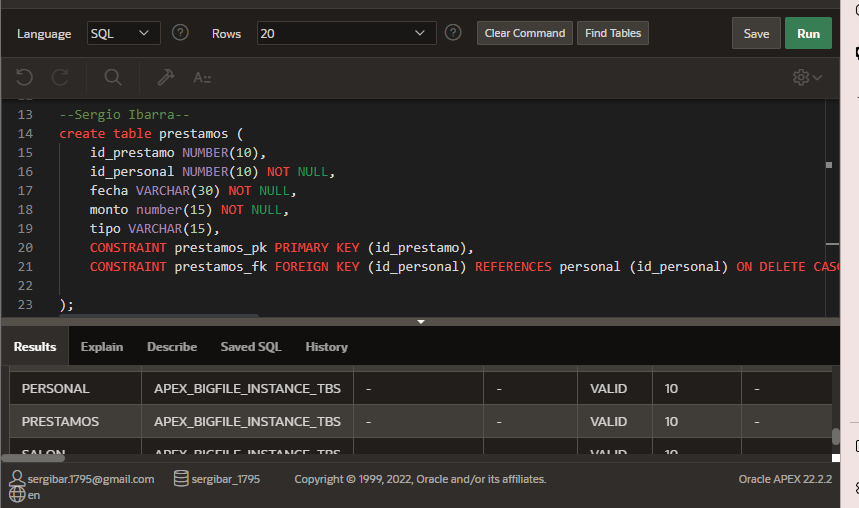 Language SQL Rows 20 Clear Command Find Tables Save Run
A::
13 --Sergio Ibarra--
14 create table prestamos (
15 id_prestamo NUMBER(10),
16 id_personal NUMBER(10) NOT NULL,
17 fecha VARCHAR(30) NOT NULL,
18 monto number(15) NOT NULL,
19 tipo VARCHAR(15),
20 CONSTRAINT prestamos_pk PRIMARY KEY (id_prestamo),
21 CONSTRAINT prestamos_fk FOREIGN KEY (id_personal) REFERENCES personal (id_personal) ON DELETE CASC
22
23 );
Results Explain Describe Saved SQL History
PERSONAL APEX_BIGFILE_INSTANCE_TBS - - VALID 10 -
PRESTAMOS APEX_BIGFILE_INSTANCE_TBS - - VALID 10 -
SALON APEX_BIGFILE_INSTANCE_TBS VALID 10
sergibar.1795@gmail.com sergibar_1795 Copyright © 1999, 2022, Oracle and/or its affiliates. Oracle APEX 22.2.2
en